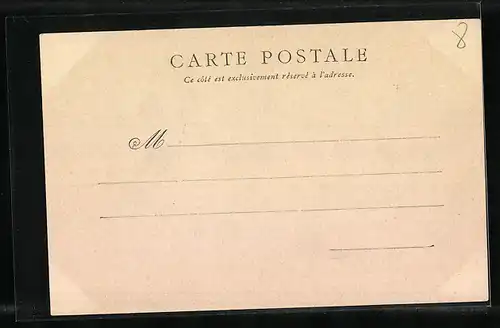 8
CARTE POSTALE
Ce côté est exclusivement réservé à l'adresse.
M